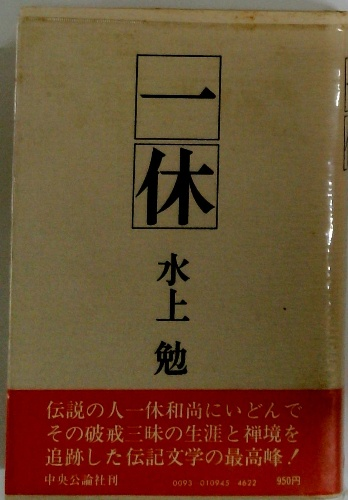 一休
水上 勉
伝説の人一休和尚にいどんで
その破戒三昧の生涯と禅境を
追跡した伝記文学の最高峰!
中央公論社刊 0093 010945 4622 950円